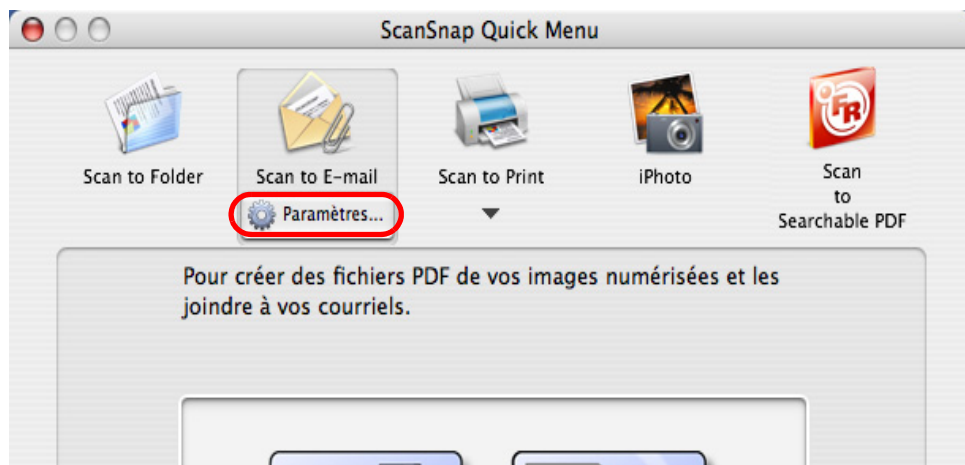 ScanSnap Quick Menu
FR
Scan to Folder
Scan to E-mail
Scan to Print
iPhoto
Scan
to
Searchable PDF
Paramètres...
Pour créer des fichiers PDF de vos images numérisées et les
joindre à vos courriels.